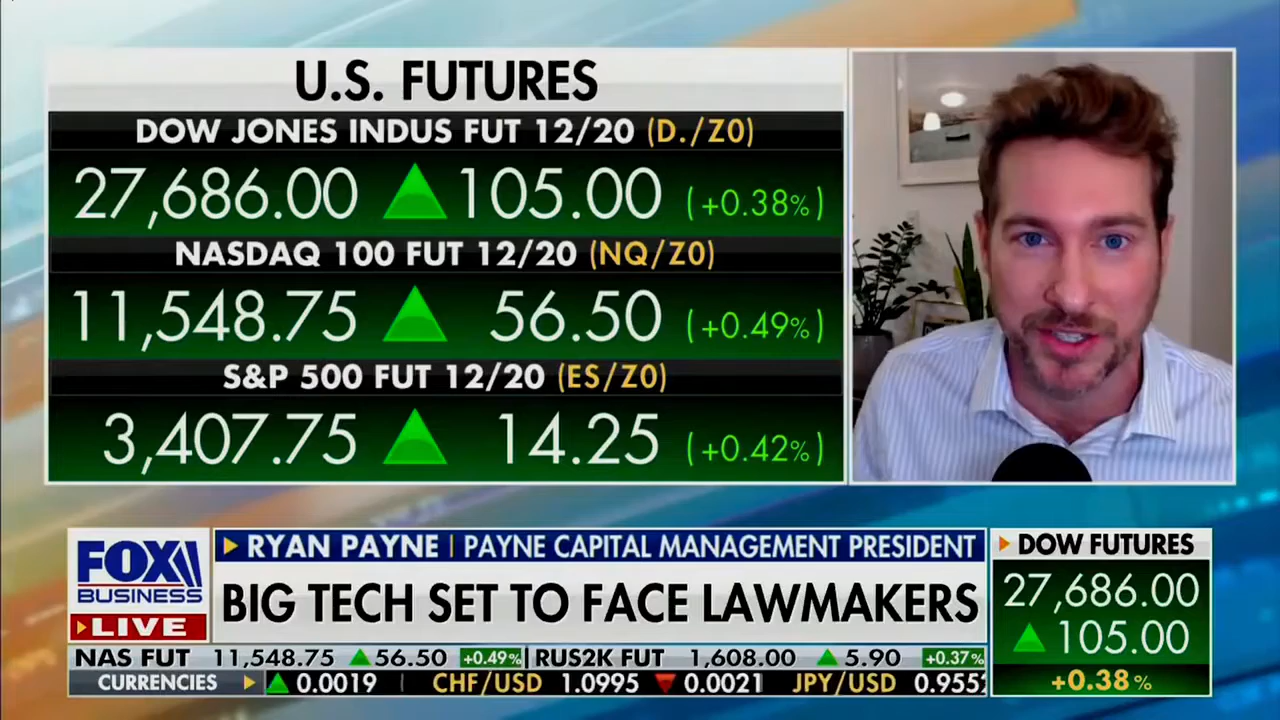 U.S. FUTURES
DOW JONES INDUS FUT 12/20 (D./Z0)
27,686.00 ▲ 105.00 (+0.38%)
NASDAQ 100 FUT 12/20 (NQ/Z0)
11,548.75 ▲ 56.50 (+0.49%)
S&P 500 FUT 12/20 (ES/Z0)
3,407.75 ▲ 14.25 (+0.42%)
FOX
BUSINESS
LIVE
RYAN PAYNE | PAYNE CAPITAL MANAGEMENT PRESIDENT
BIG TECH SET TO FACE LAWMAKERS
DOW FUTURES
27,686.00
▲ 105.00
+0.38%
NAS FUT 11,548.75 ▲ 56.50 +0.49% RUS2K FUT 1,608.00 ▲ 5.90 +0.37%
CURRENCIES ▲ 0.0019 | CHF/USD 1.0995 ▼ 0.0021 JPY/USD 0.955